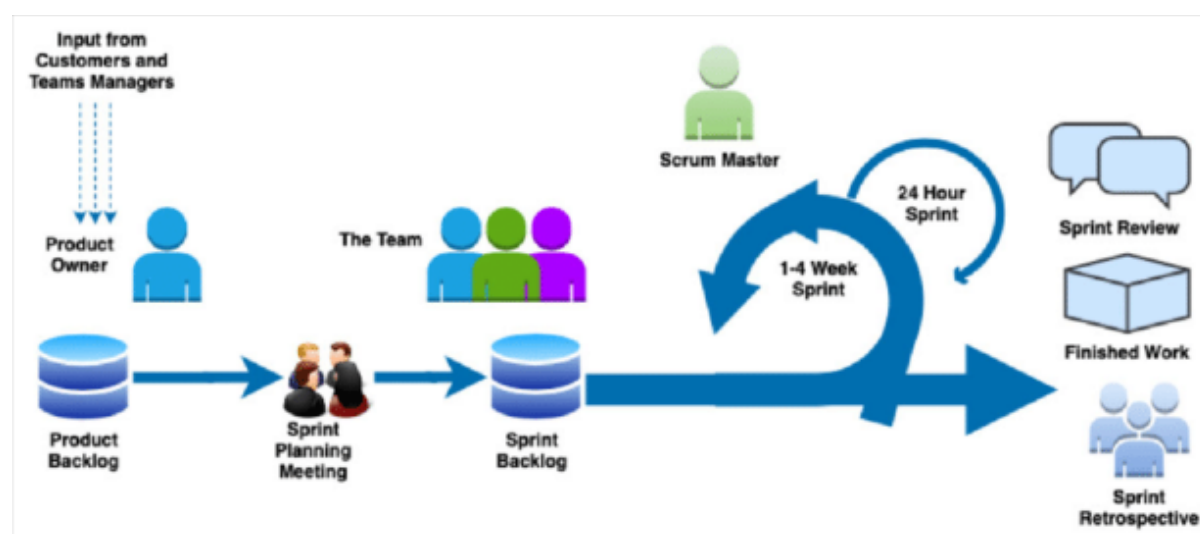 Input from
Customers and
Teams Managers
Product
Owner
The Team
Scrum Master
24 Hour
Sprint
1-4 Week
Sprint
Sprint Review
Finished Work
Product
Backlog
Sprint
Planning
Meeting
Sprint
Backlog
Sprint
Retrospective